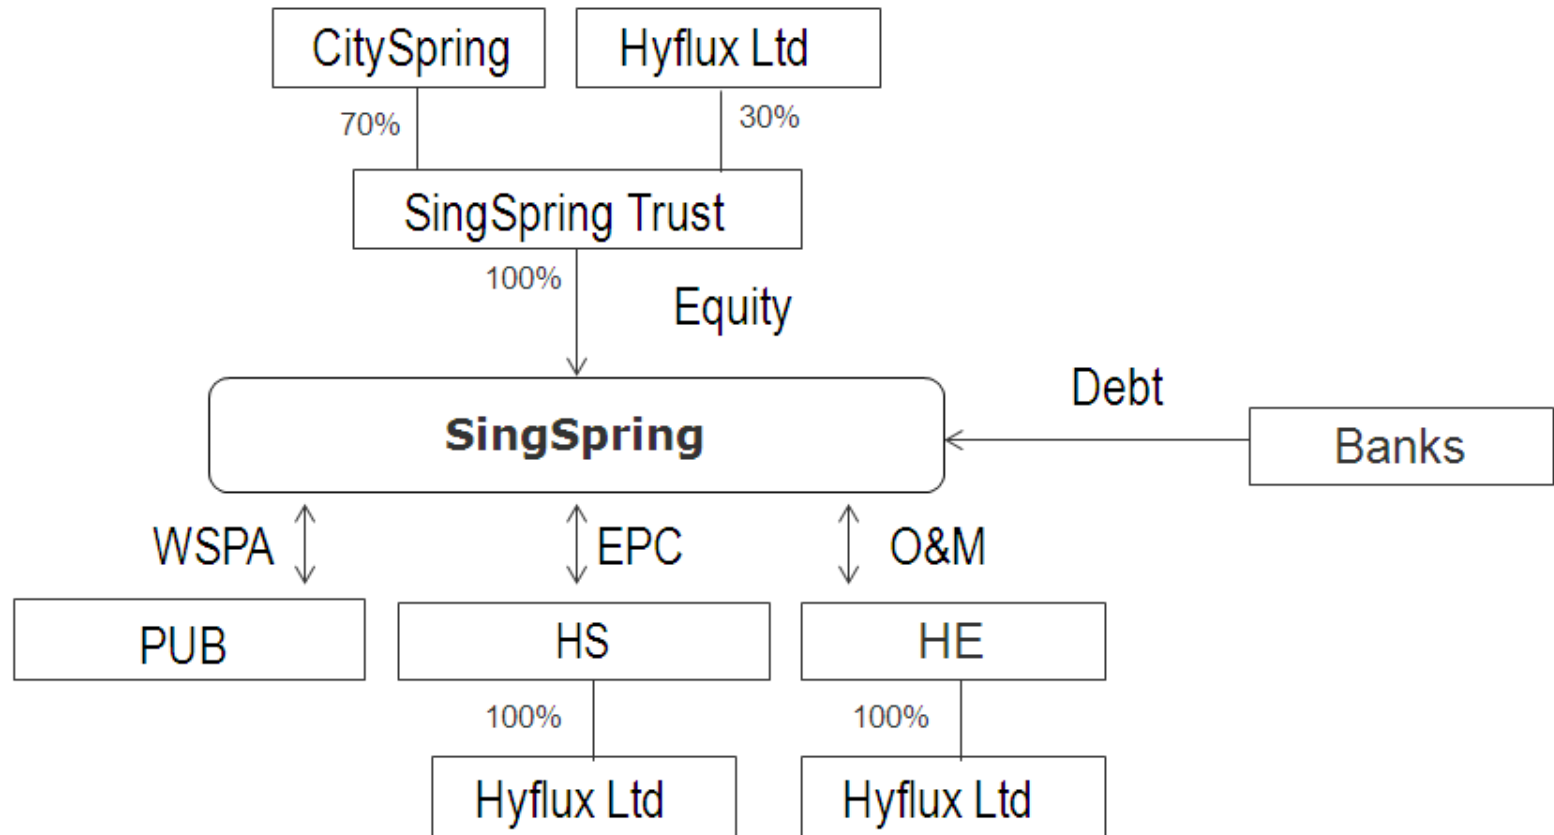 CitySpring
Hyflux Ltd
70%
30%
SingSpring Trust
100%
Equity
Debt
SingSpring
Banks
WSPA
EPC
O&M
PUB
HS
HE
100%
100%
Hyflux Ltd
Hyflux Ltd